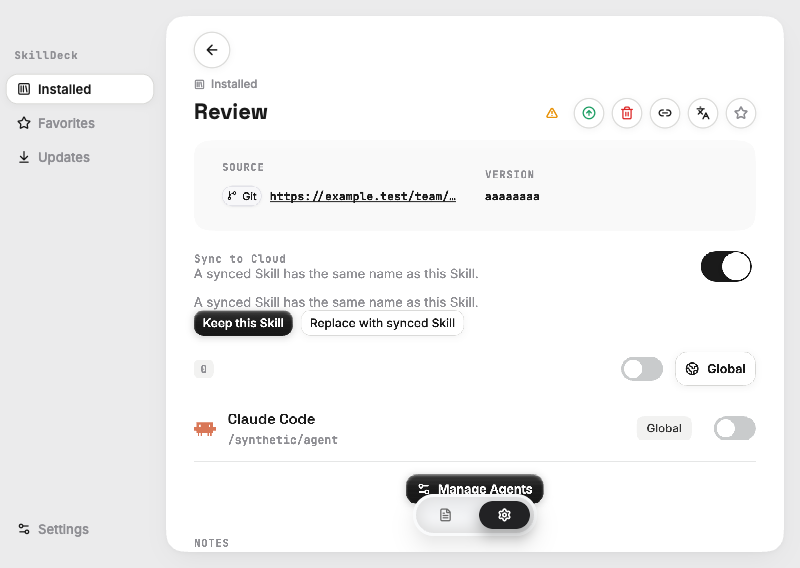 SkillDeck
Installed
Favorites
Updates
Settings
Installed
Review
SOURCE
Git
https://example.test/team/…
VERSION
aaaaaaaa
Sync to Cloud
A synced Skill has the same name as this Skill.
A synced Skill has the same name as this Skill.
Keep this Skill
Replace with synced Skill
0
Global
Claude Code
/synthetic/agent
Global
Manage Agents
NOTES